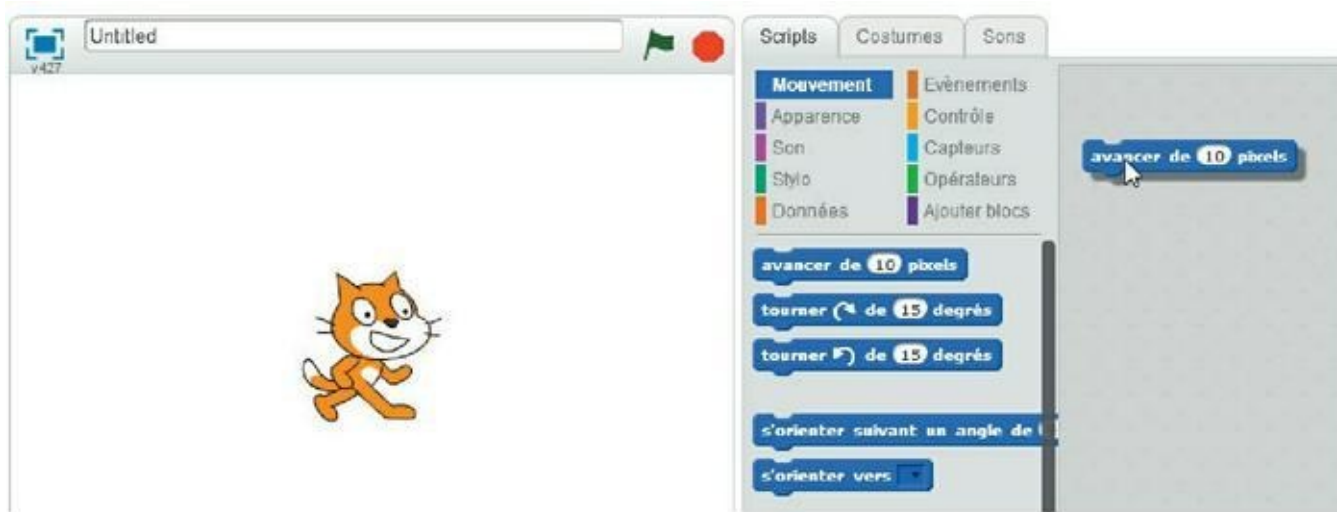 Untitled
v427
Scripts Costumes Sons
Mouvement Evènements
Apparence Contrôle
Son Capteurs
Stylo Opérateurs
Données Ajouter blocs
avancer de 10 pixels
tourner de 15 degrés
tourner de 15 degrés
s'orienter suivant un angle de
s'orienter vers
avancer de 10 pixels